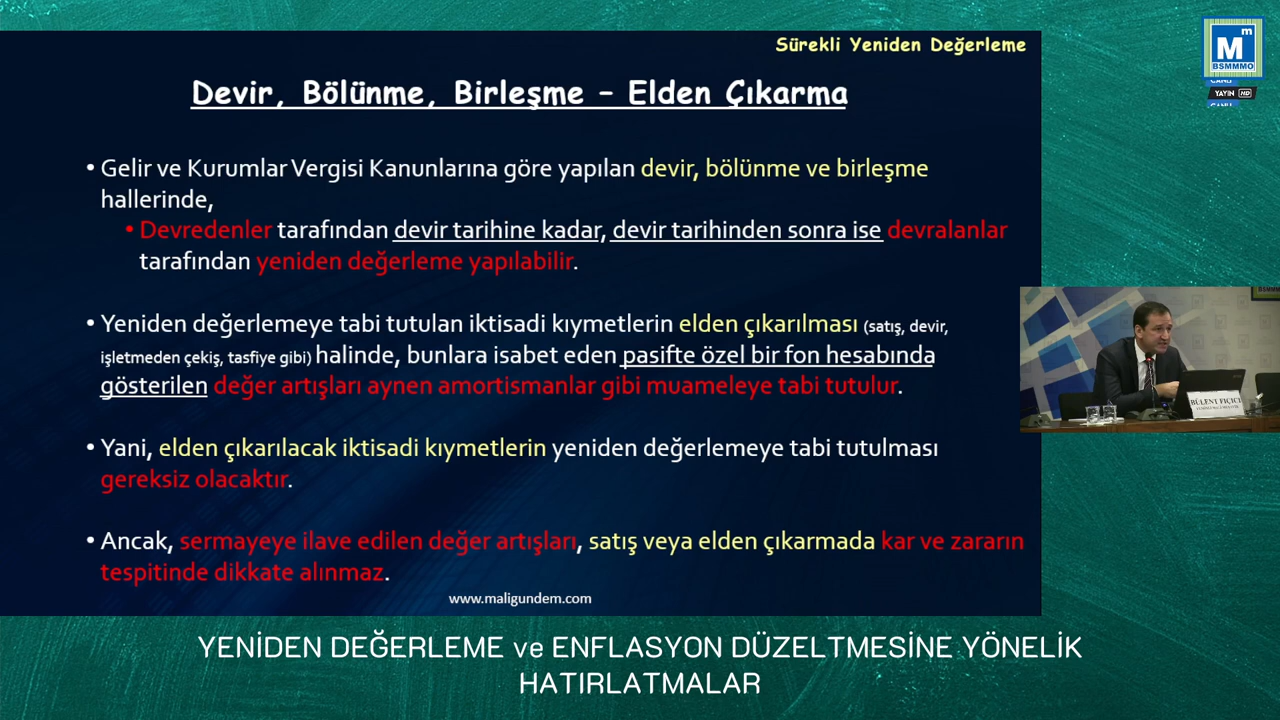 Sürekli Yeniden Değerleme
Devir, Bölünme, Birleşme – Elden Çıkarma
• Gelir ve Kurumlar Vergisi Kanunlarına göre yapılan devir, bölünme ve birleşme
hallerinde,
• Devredenler tarafından devir tarihine kadar, devir tarihinden sonra ise devralanlar
tarafından yeniden değerleme yapılabilir.
• Yeniden değerlemeye tabi tutulan iktisadi kıymetlerin elden çıkarılması (satış, devir,
işletmeden çekiş, tasfiye gibi) halinde, bunlara isabet eden pasifte özel bir fon hesabında
gösterilen değer artışları aynen amortismanlar gibi muameleye tabi tutulur.
• Yani, elden çıkarılacak iktisadi kıymetlerin yeniden değerlemeye tabi tutulması
gereksiz olacaktır.
• Ancak, sermayeye ilave edilen değer artışları, satış veya elden çıkarmada kar ve zararın
tespitinde dikkate alınmaz.
www.maligundem.com
M m
BSMMMO
YAYIN HD
BÜLENT FIÇICI
YENİDEN DEĞERLEME ve ENFLASYON DÜZELTMESİNE YÖNELİK
HATIRLATMALAR